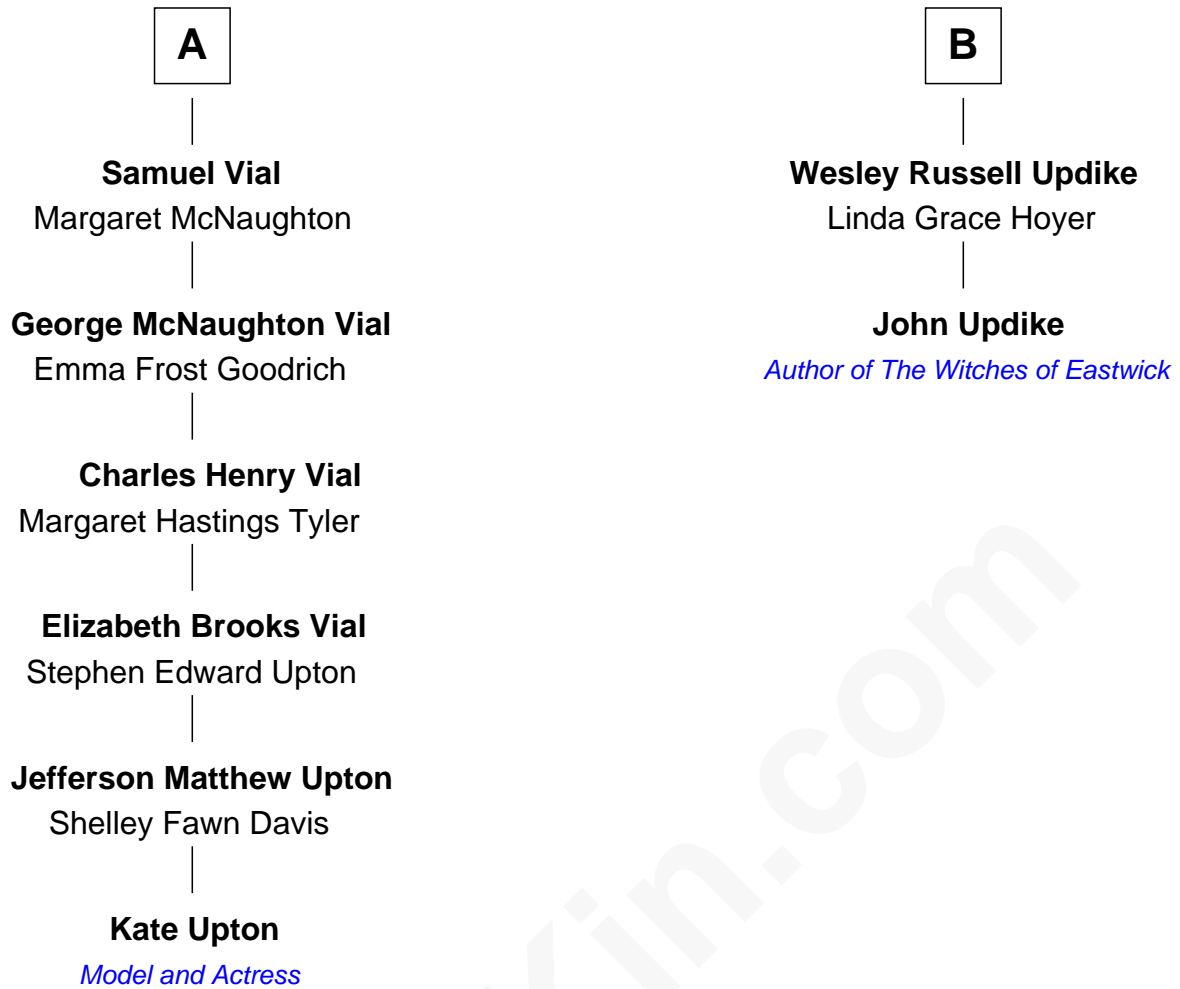 A
Samuel Vial
Margaret McNaughton
George McNaughton Vial
Emma Frost Goodrich
Charles Henry Vial
Margaret Hastings Tyler
Elizabeth Brooks Vial
Stephen Edward Upton
Jefferson Matthew Upton
Shelley Fawn Davis
Kate Upton
Model and Actress
B
Wesley Russell Updike
Linda Grace Hoyer
John Updike
Author of The Witches of Eastwick
Kin.com